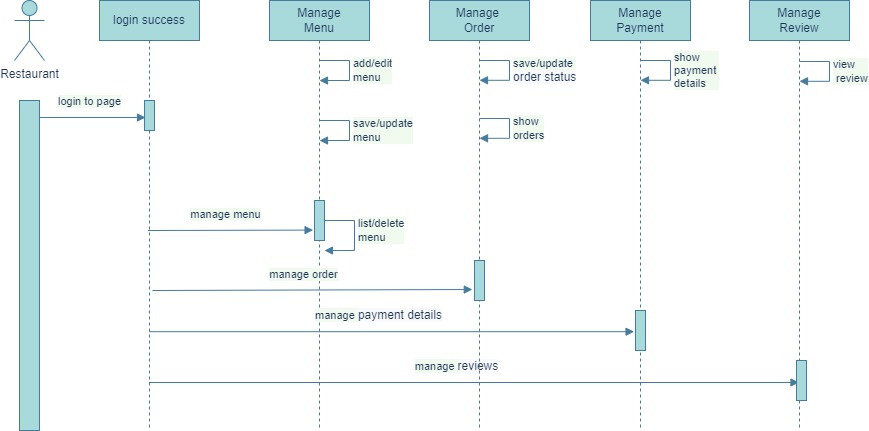 login success
Manage
Menu
Manage
Order
Manage
Payment
Manage
Review
Restaurant
add/edit
menu
save/update
order status
show
payment
details
view
review
login to page
save/update
menu
show
orders
manage menu
list/delete
menu
manage order
manage payment details
manage reviews